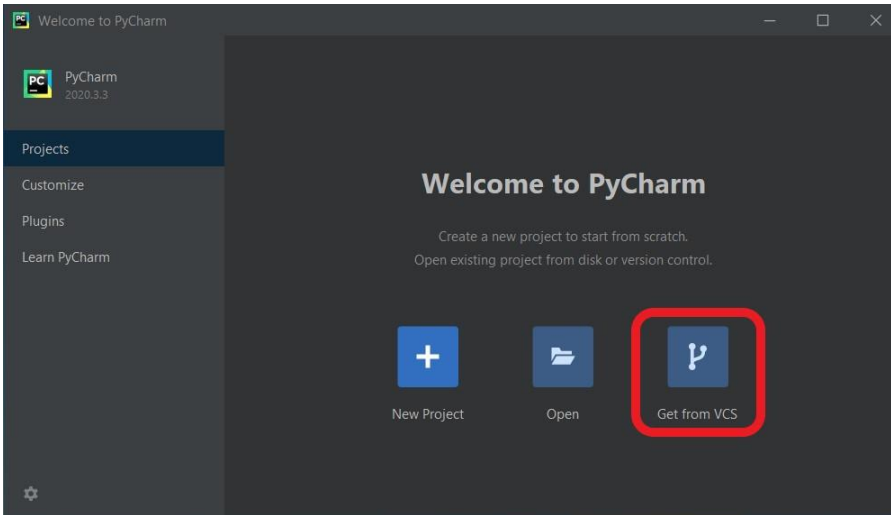 Welcome to PyCharm
PC
PyCharm
2020.3.3
Projects
Customize
Plugins
Learn PyCharm
Welcome to PyCharm
Create a new project to start from scratch.
Open existing project from disk or version control.
New Project
Open
Get from VCS